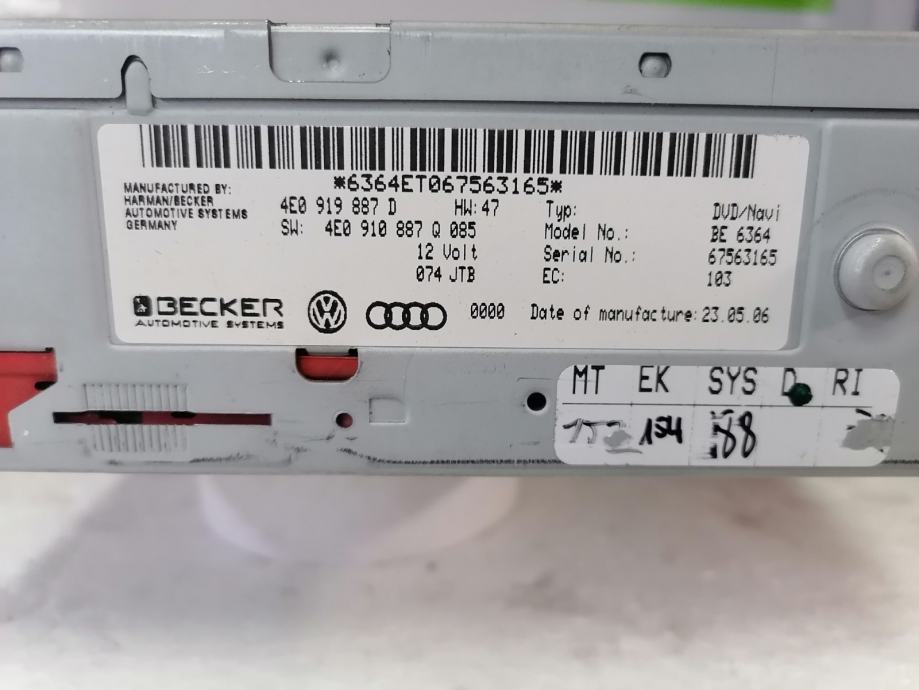 *6364ET067563165*
MANUFACTURED BY:
HARMAN/BECKER
AUTOMOTIVE SYSTEMS
GERMANY
4E0 919 887 D HW:47
SW: 4E0 910 887 Q 085
12 Volt
074 JTB
Typ: DVD/Navi
Model No.: BE 6364
Serial No.: 67563165
EC: 103
BECKER
AUTOMOTIVE SYSTEMS
0000 Date of manufacture: 23.05.06
MT EK SYS D RI
154 88